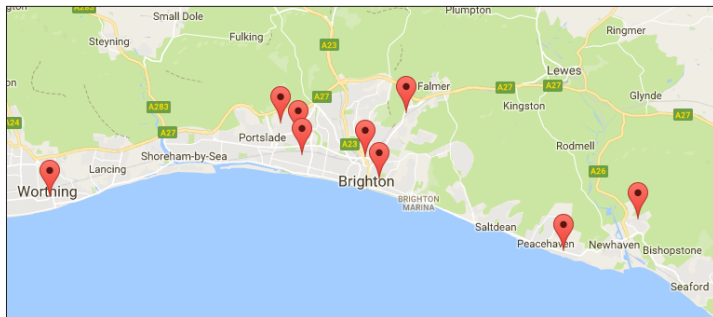 A283
Small Dole
Plumpton
Steyning
Fulking
A23
Ringmer
Lewes
Falmer
A27
A27
A27
Glynde
A283
Kingston
A24
A27
Portslade
A27
A23
Rodmell
Shoreham-by-Sea
Lancing
A26
Worthing
Brighton
BRIGHTON
MARINA
Saltdean
Peacehaven
Newhaven
Bishopstone
Seaford